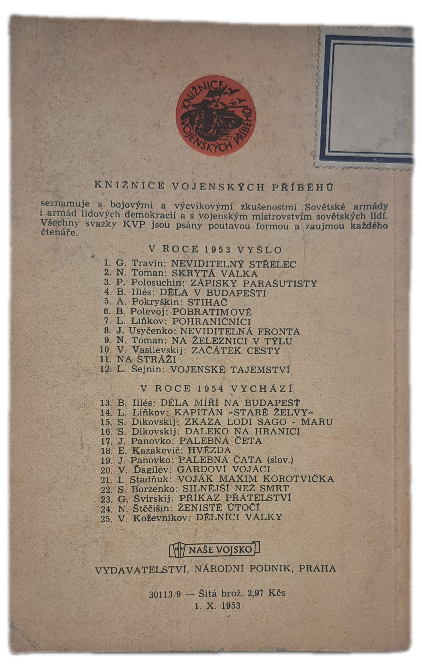 KNIŽNICE VOJENSKÝCH PŘÍBĚHŮ
KNIŽNICE VOJENSKÝCH PŘÍBĚHŮ
seznamuje s bojovými a výcvikovými zkušenostmi Sovětské armády
i armád lidových demokracií a s vojenským mistrovstvím sovětských lidí.
Všechny svazky KVP jsou psány poutavou formou a zaujmou každého
čtenáře.
V ROCE 1953 VYŠLO
1. G. Travin: NEVIDITELNÝ STŘELEC
2. N. Toman: SKRYTÁ VÁLKA
3. P. Polosuchin: ZÁPISKY PARAŠUTISTY
4. B. Illés: DĚLA V BUDAPEŠTI
5. A. Pokryškin: STIHAČ
6. B. Polevoj: POBRATIMOVÉ
7. L. Liňkov: POHRANIČNÍCI
8. J. Usyčenko: NEVIDITELNÁ FRONTA
9. N. Toman: NA ŽELEZNICI V TÝLU
10. V. Vasilevskij: ZAČÁTEK CESTY
11. NA STRÁŽI
12. L. Šejnin: VOJENSKÉ TAJEMSTVÍ
V ROCE 1954 VYCHÁZÍ
13. B. Illés: DĚLA MÍŘÍ NA BUDAPEŠŤ
14. L. Liňkov: KAPITÁN »STARÉ ŽELVY«
15. S. Dikovskij: ZKÁZA LODI SAGO - MARU
16. S. Dikovskij: DALEKO NA HRANICI
17. J. Panovko: PALEBNÁ ČETA
18. E. Kazakevič: HVĚZDA
19. J. Panovko: PALEBNÁ ČATA (slov.)
20. V. Ďagilev: GARDOVÍ VOJÁCI
21. I. Stadňuk: VOJÁK MAXIM KOROTVIČKA
22. S. Borzenko: SILNĚJŠÍ NEŽ SMRT
23. G. Svirskij: PŘÍKAZ PŘÁTELSTVÍ
24. N. Štěčišin: ŽENISTÉ ÚTOČÍ
25. V. Koževnikov: DĚLNÍCI VÁLKY
NAŠE VOJSKO
VYDAVATELSTVÍ, NÁRODNÍ PODNIK, PRAHA
30113/9 — Šitá brož. 2,97 Kčs
1. X. 1953